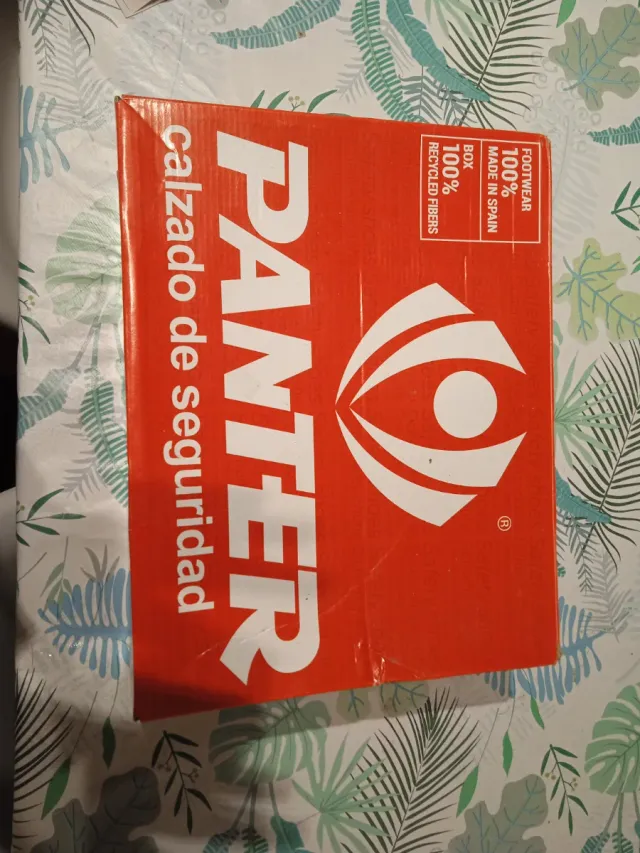 FOOTWEAR
100%
MADE IN SPAIN
BOX
100%
RECYCLED FIBERS
®
PANTER
calzado de seguridad